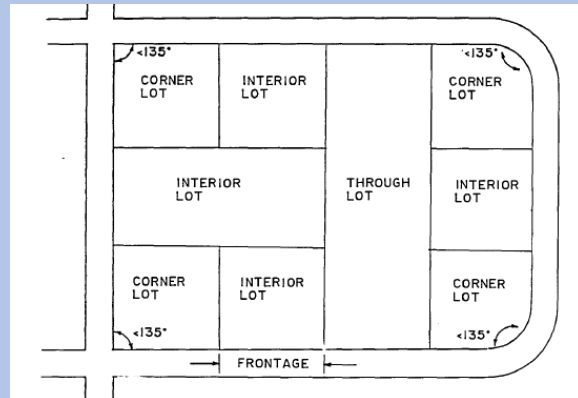 <135°
<135°
CORNER
LOT
INTERIOR
LOT
CORNER
LOT
INTERIOR
LOT
THROUGH
LOT
INTERIOR
LOT
CORNER
LOT
INTERIOR
LOT
CORNER
LOT
<135°
<135°
FRONTAGE